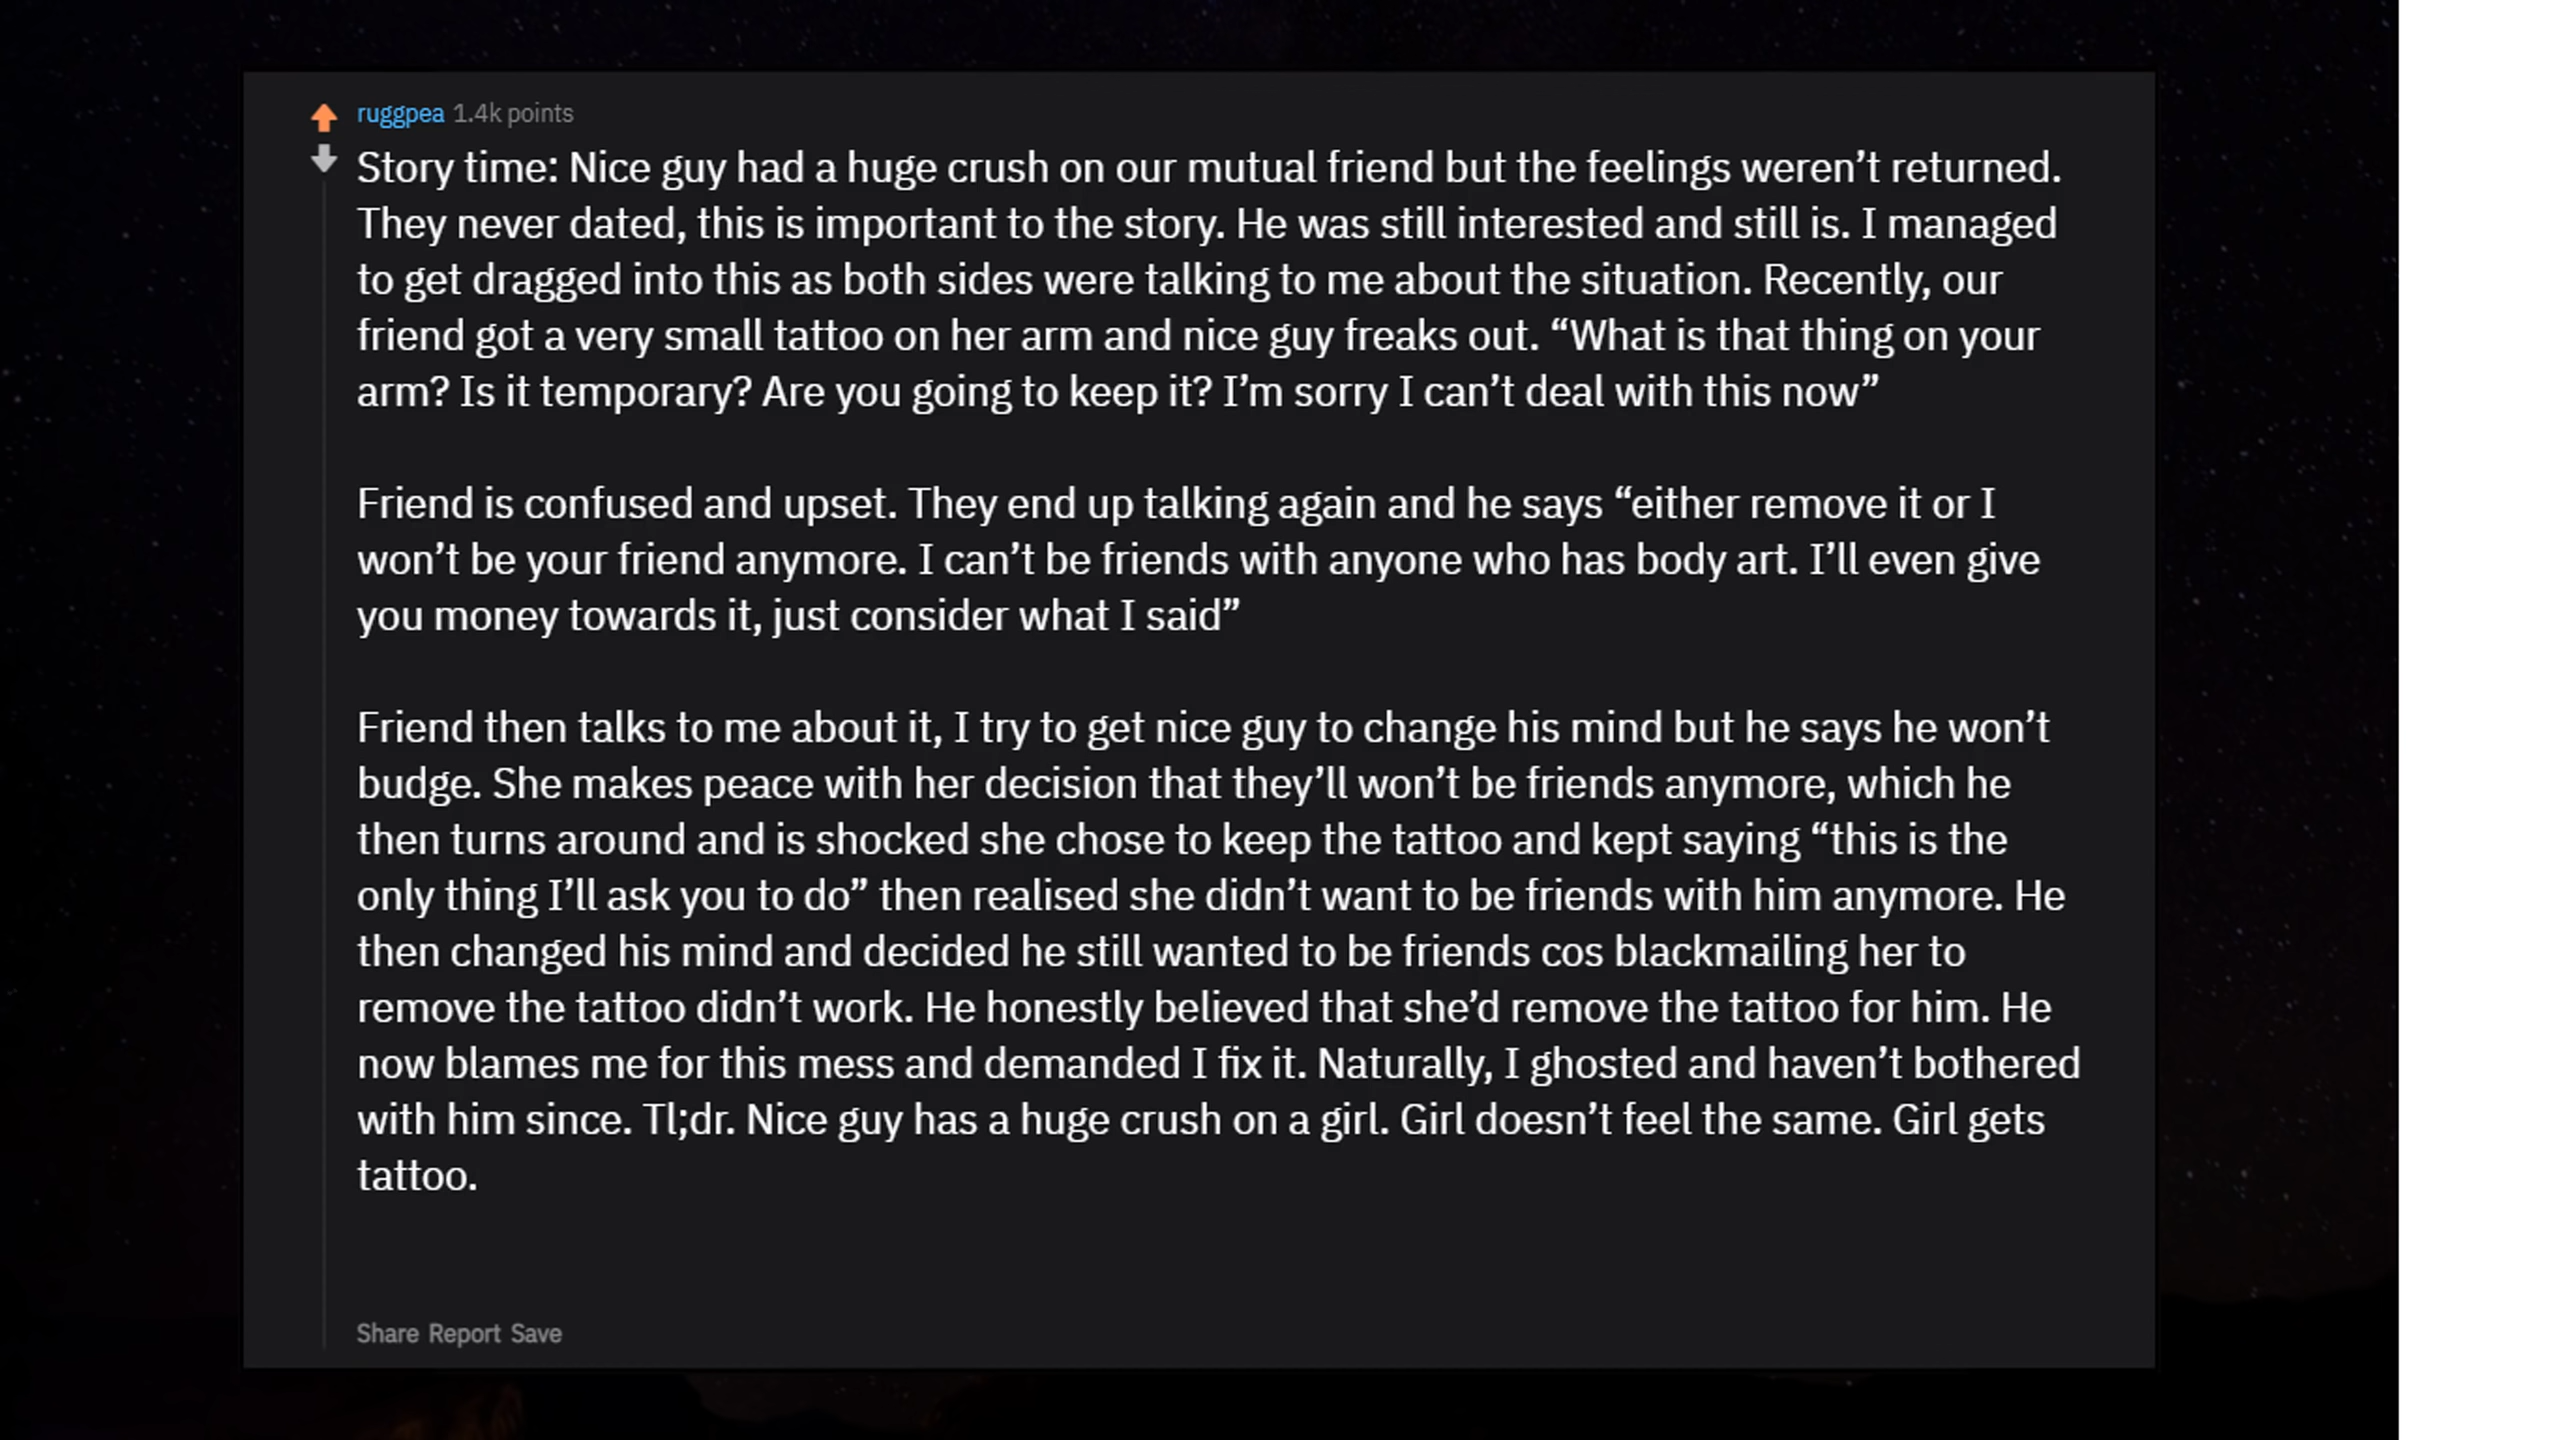 ruggpea 1.4k points
Story time: Nice guy had a huge crush on our mutual friend but the feelings weren’t returned.
They never dated, this is important to the story. He was still interested and still is. I managed
to get dragged into this as both sides were talking to me about the situation. Recently, our
friend got a very small tattoo on her arm and nice guy freaks out. “What is that thing on your
arm? Is it temporary? Are you going to keep it? I’m sorry I can’t deal with this now”
Friend is confused and upset. They end up talking again and he says “either remove it or I
won’t be your friend anymore. I can’t be friends with anyone who has body art. I’ll even give
you money towards it, just consider what I said”
Friend then talks to me about it, I try to get nice guy to change his mind but he says he won’t
budge. She makes peace with her decision that they’ll won’t be friends anymore, which he
then turns around and is shocked she chose to keep the tattoo and kept saying “this is the
only thing I’ll ask you to do” then realised she didn’t want to be friends with him anymore. He
then changed his mind and decided he still wanted to be friends cos blackmailing her to
remove the tattoo didn’t work. He honestly believed that she’d remove the tattoo for him. He
now blames me for this mess and demanded I fix it. Naturally, I ghosted and haven’t bothered
with him since. Tl;dr. Nice guy has a huge crush on a girl. Girl doesn’t feel the same. Girl gets
tattoo.
Share Report Save